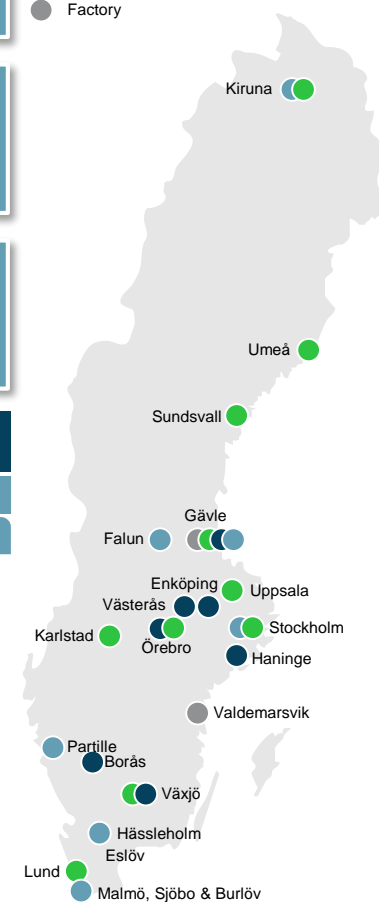 Factory
Kiruna
Umeå
Sundsvall
Gävle
Falun
Enköping
Uppsala
Västerås
Karlstad
Stockholm
Örebro
Haninge
Valdemarsvik
Partille
Borås
Växjö
Hässleholm
Eslöv
Lund
Malmö, Sjöbo & Burlöv